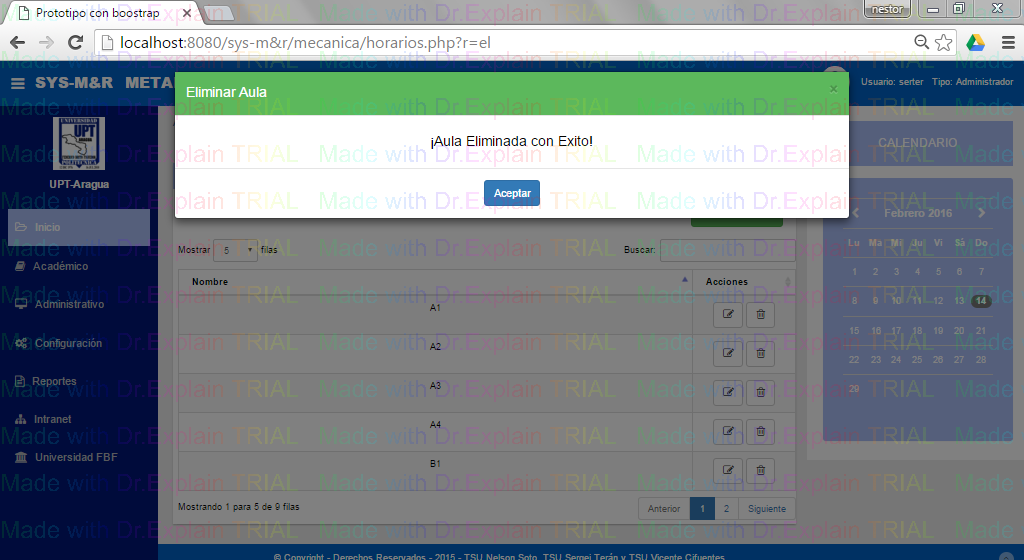 Prototipo con boostrap
nestor
localhost:8080/sys-m&r/mecanica/horarios.php?r=el
SYS-M&R META
Usuario: serter Tipo: Administrador
Eliminar Aula
×
¡Aula Eliminada con Exito!
Aceptar
UNIVERSIDAD
UPT
UPT-Aragua
Inicio
Académico
Administrativo
Configuración
Reportes
Intranet
Universidad FBF
Mostrar 5 filas
Buscar:
Nombre Acciones
A1
A2
A3
A4
B1
Mostrando 1 para 5 de 9 filas
Anterior 1 2 Siguiente
CALENDARIO
Febrero 2016
Lu Ma Mi Ju Vi Sá Do
1 2 3 4 5 6 7
8 9 10 11 12 13 14
15 16 17 18 19 20 21
22 23 24 25 26 27 28
29
© Copyright - Derechos Reservados - 2015 - TSU Nelson Soto, TSU Sergei Terán y TSU Vicente Cifuentes
Made with Dr.Explain TRIAL